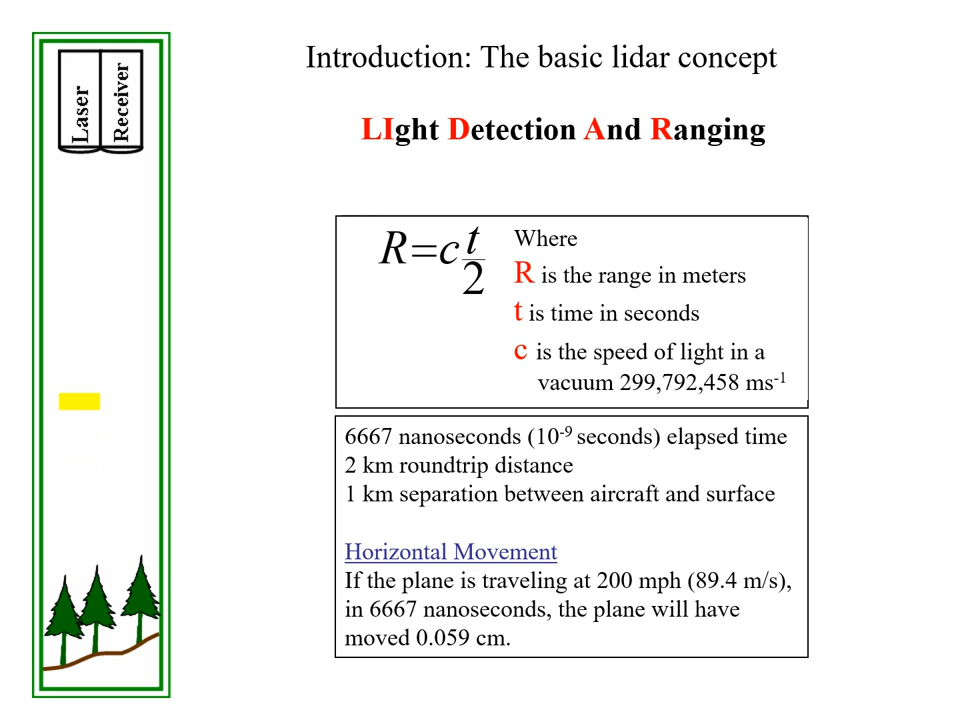 Laser
Receiver
Introduction: The basic lidar concept
LIght Detection And Ranging
R=c t/2
Where
R is the range in meters
t is time in seconds
c is the speed of light in a
vacuum 299,792,458 ms⁻¹
6667 nanoseconds (10⁻⁹ seconds) elapsed time
2 km roundtrip distance
1 km separation between aircraft and surface
Horizontal Movement
If the plane is traveling at 200 mph (89.4 m/s),
in 6667 nanoseconds, the plane will have
moved 0.059 cm.